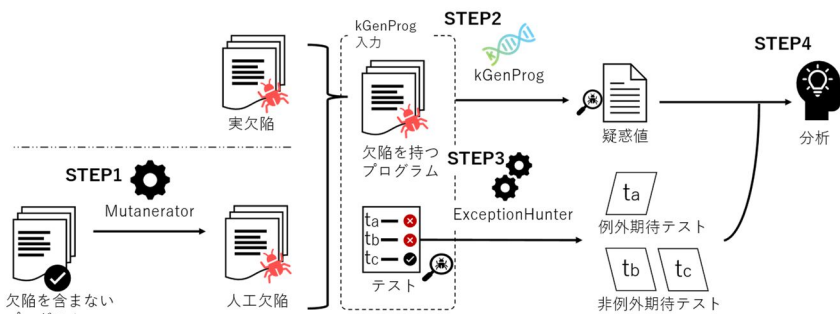 kGenProg
入力
STEP2
kGenProg
STEP4
実欠陥
欠陥を持つ
プログラム
疑惑値
分析
STEP1
Mutanerator
STEP3
ExceptionHunter
ta
例外期待テスト
ta
tb
tc
テスト
tb
tc
非例外期待テスト
欠陥を含まない
人工欠陥